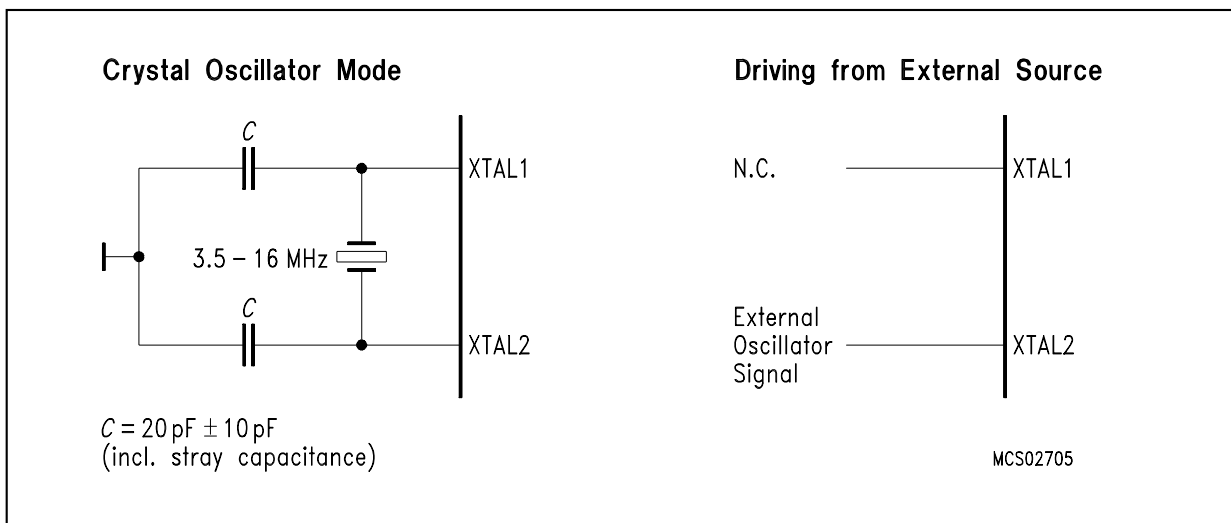 Crystal Oscillator Mode
C
XTAL1
3.5 – 16 MHz
C
XTAL2
C = 20 pF ± 10 pF
(incl. stray capacitance)
Driving from External Source
N.C.
XTAL1
External
Oscillator
Signal
XTAL2
MCS02705